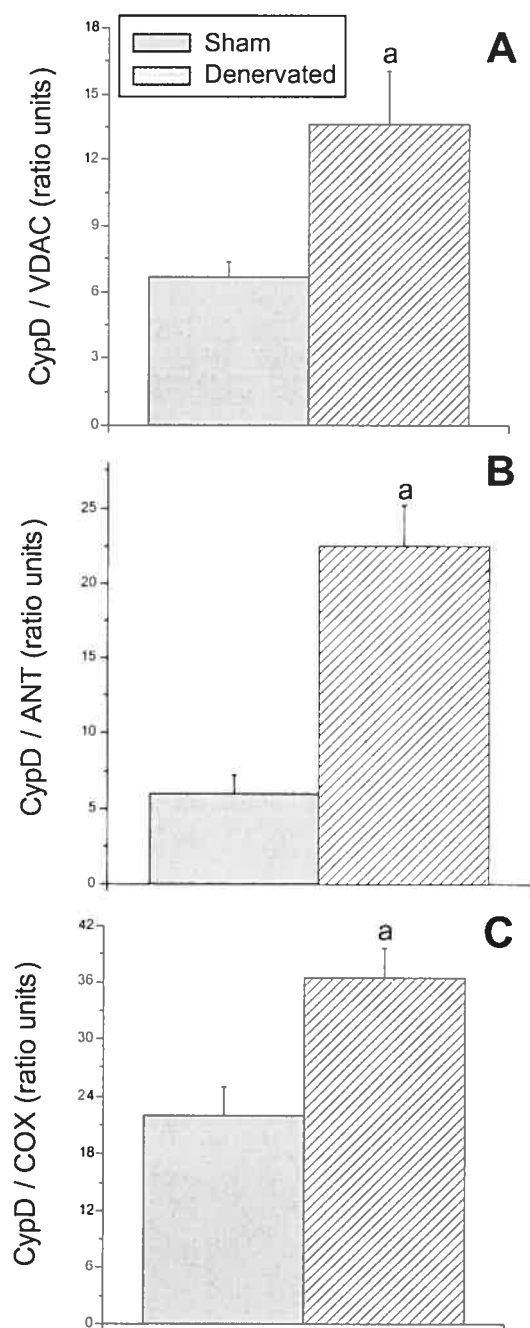 18
Sham
Denervated
A
a
15
12
9
6
3
0
CypD / VDAC (ratio units)
B
a
25
22
20
15
10
5
0
CypD / ANT (ratio units)
C
a
42
36
30
24
18
12
6
0
CypD / COX (ratio units)